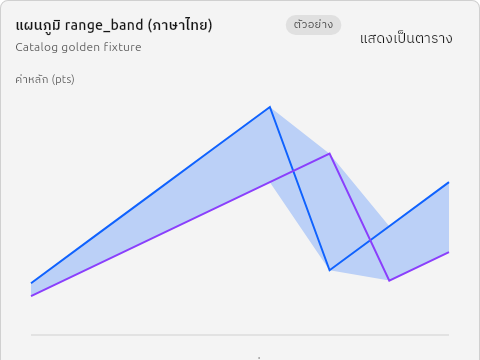 แผนภูมิ range_band (ภาษาไทย)
ตัวอย่าง
แสดงเป็นตาราง
Catalog golden fixture
ค่าหลัก (pts)